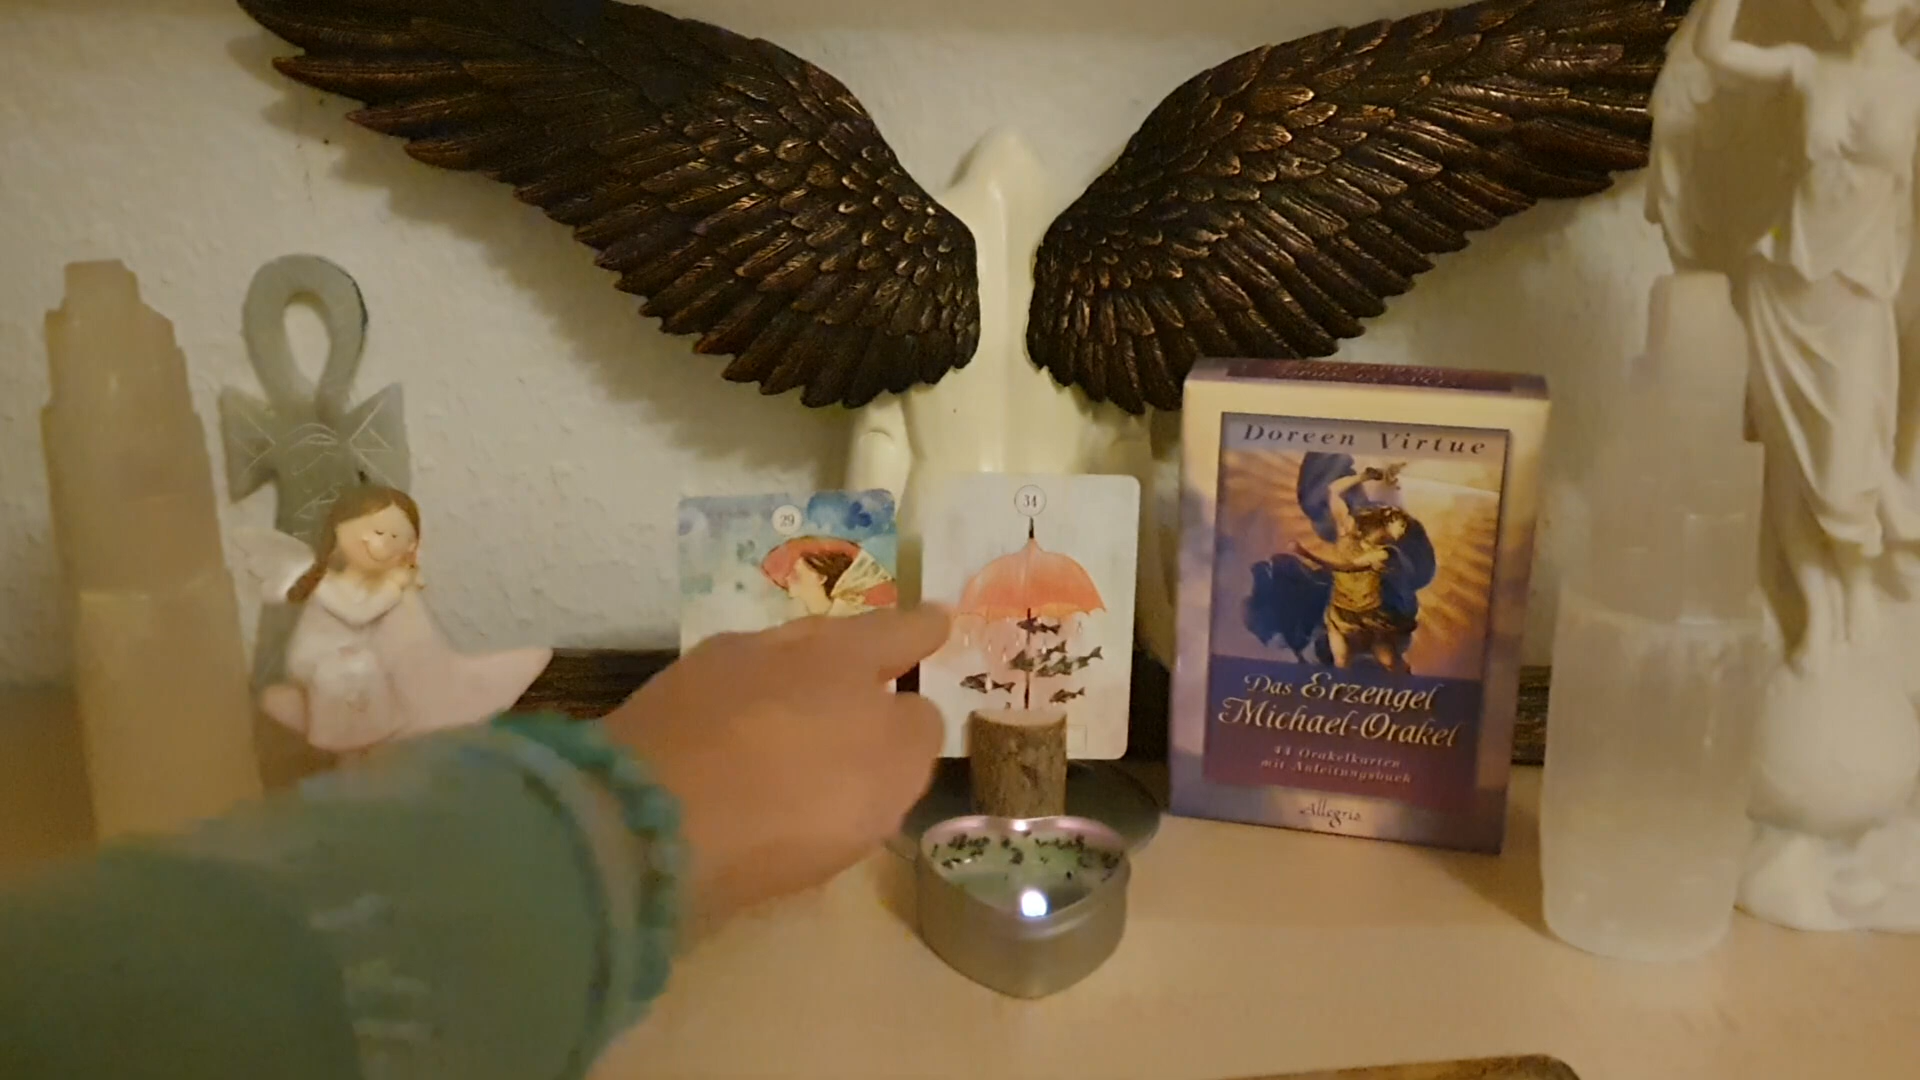 29
34
Doreen Virtue
Das Erzengel
Michael-Orakel
44 Orakelkarten
mit Anleitungsbuch
Allegria